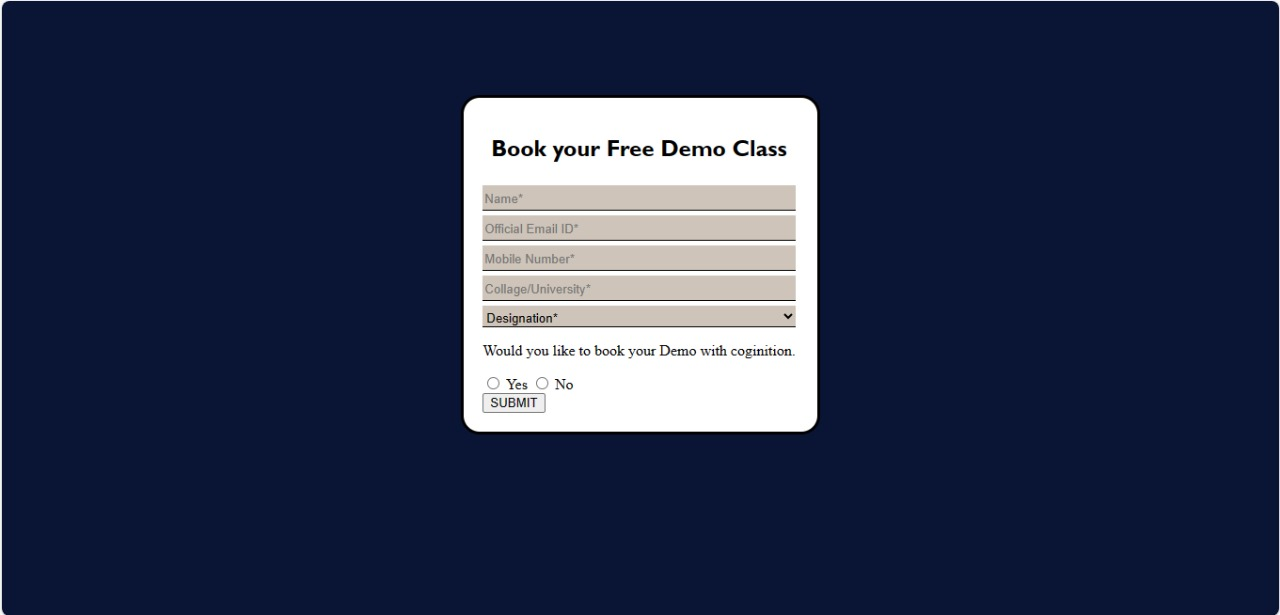 Book your Free Demo Class
Name*
Official Email ID*
Mobile Number*
Collage/University*
Designation*
Would you like to book your Demo with coginition.
Yes No
SUBMIT